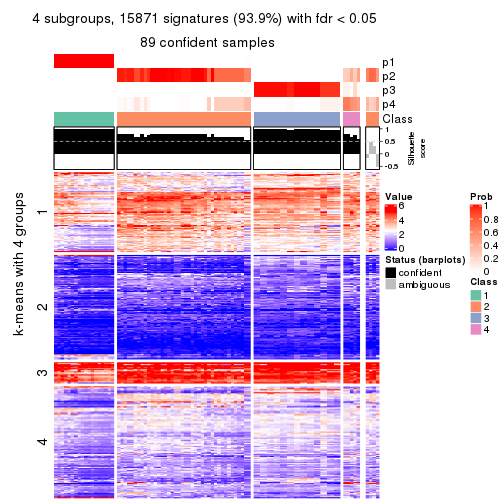 4 subgroups, 15871 signatures (93.9%) with fdr < 0.05
89 confident samples
p1
p2
p3
p4
Class
1
0.5
0
-0.5
Silhouette
score
k-means with 4 groups
1
2
3
4
Value
6
4
2
0
Status (barplots)
confident
ambiguous
Prob
1
0.8
0.6
0.4
0.2
0
Class
1
2
3
4